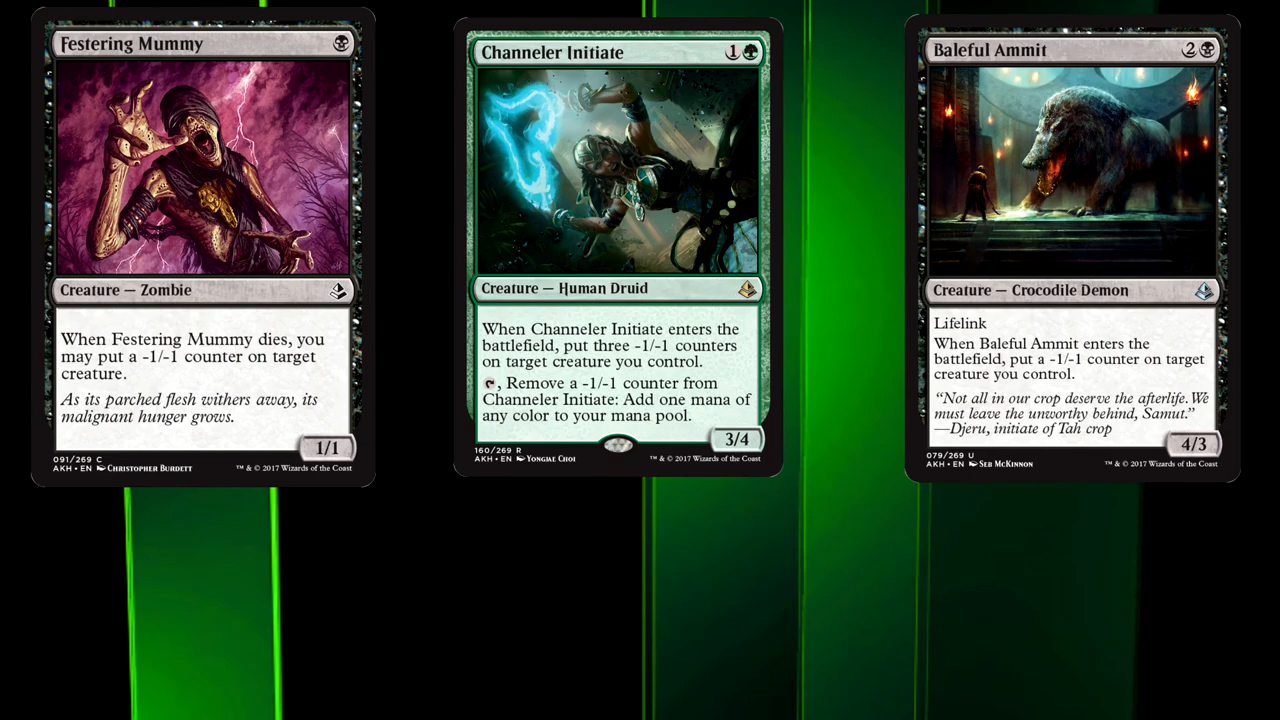 Festering Mummy
Creature — Zombie
When Festering Mummy dies, you
may put a -1/-1 counter on target
creature.
As its parched flesh withers away, its
malignant hunger grows.
1/1
091/269 C
AKH • EN Christopher Burdett
™ & © 2017 Wizards of the Coast
Channeler Initiate
1
Creature — Human Druid
When Channeler Initiate enters the
battlefield, put three -1/-1 counters
on target creature you control.
, Remove a -1/-1 counter from
Channeler Initiate: Add one mana of
any color to your mana pool.
3/4
160/269 R
AKH • EN Yongjae Choi
™ & © 2017 Wizards of the Coast
Baleful Ammit
2
Creature — Crocodile Demon
Lifelink
When Baleful Ammit enters the
battlefield, put a -1/-1 counter on target
creature you control.
“Not all in our crop deserve the afterlife. We
must leave the unworthy behind, Samut.”
—Djeru, initiate of Tah crop
4/3
079/269 U
AKH • EN Seb McKinnon
™ & © 2017 Wizards of the Coast